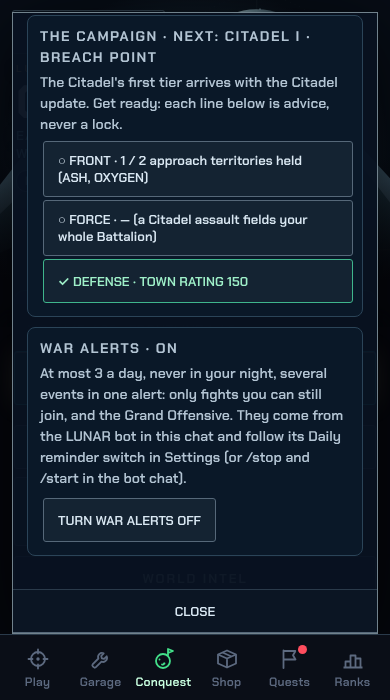 THE CAMPAIGN · NEXT: CITADEL I ·
BREACH POINT
The Citadel's first tier arrives with the Citadel
update. Get ready: each line below is advice,
never a lock.
○ FRONT · 1 / 2 approach territories held
(ASH, OXYGEN)
○ FORCE · — (a Citadel assault fields your
whole Battalion)
✓ DEFENSE · TOWN RATING 150
WAR ALERTS · ON
At most 3 a day, never in your night, several
events in one alert: only fights you can still
join, and the Grand Offensive. They come from
the LUNAR bot in this chat and follow its Daily
reminder switch in Settings (or /stop and
/start in the bot chat).
TURN WAR ALERTS OFF
WORLD INTEL
CLOSE
Play
Garage
Conquest
Shop
Quests
Ranks